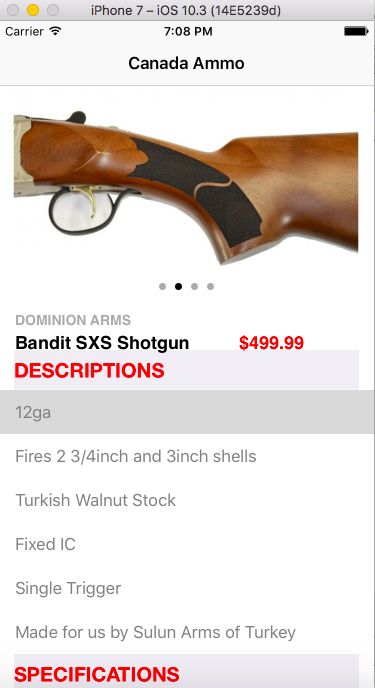 iPhone 7 – iOS 10.3 (14E5239d)
Carrier 7:08 PM
Canada Ammo
DOMINION ARMS
Bandit SXS Shotgun $499.99
DESCRIPTIONS
12ga
Fires 2 3/4inch and 3inch shells
Turkish Walnut Stock
Fixed IC
Single Trigger
Made for us by Sulun Arms of Turkey
SPECIFICATIONS